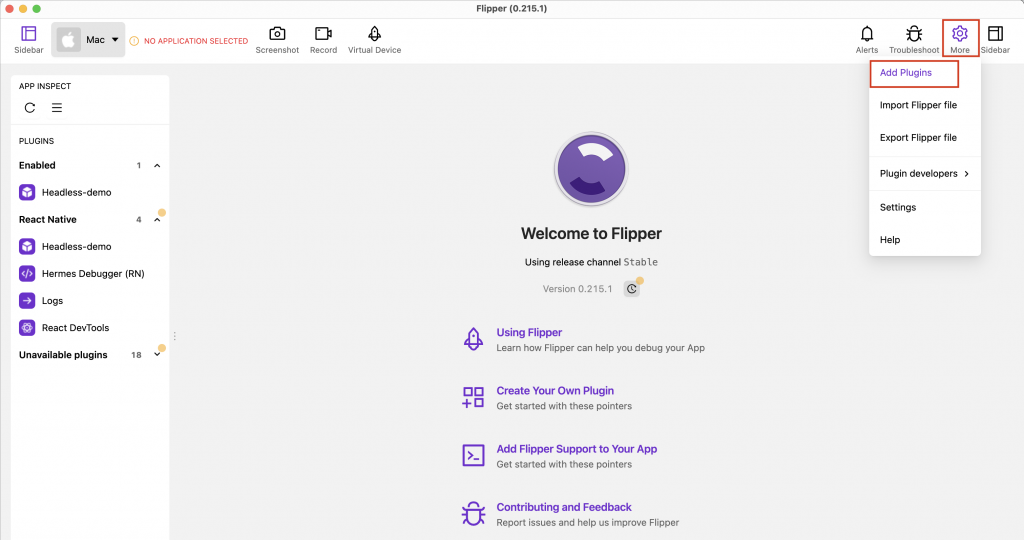 Flipper (0.215.1)
Sidebar
Mac
NO APPLICATION SELECTED
Screenshot
Record
Virtual Device
Alerts
Troubleshoot
More
Sidebar
APP INSPECT
PLUGINS
Enabled 1
Headless-demo
React Native 4
Headless-demo
Hermes Debugger (RN)
Logs
React DevTools
Unavailable plugins 18
Welcome to Flipper
Using release channel Stable
Version 0.215.1
Using Flipper
Learn how Flipper can help you debug your App
Create Your Own Plugin
Get started with these pointers
Add Flipper Support to Your App
Get started with these pointers
Contributing and Feedback
Report issues and help us improve Flipper
Add Plugins
Import Flipper file
Export Flipper file
Plugin developers
Settings
Help